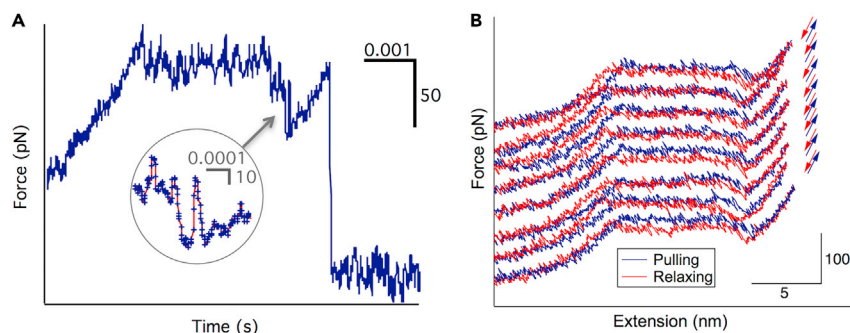 A
Force (pN)
0.001
50
0.0001
10
Time (s)
B
Force (pN)
Pulling
Relaxing
100
5
Extension (nm)